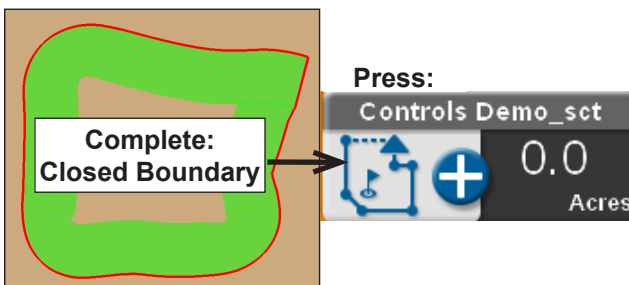 Press:
Controls Demo_sct
Complete:
Closed Boundary
0.0
Acres